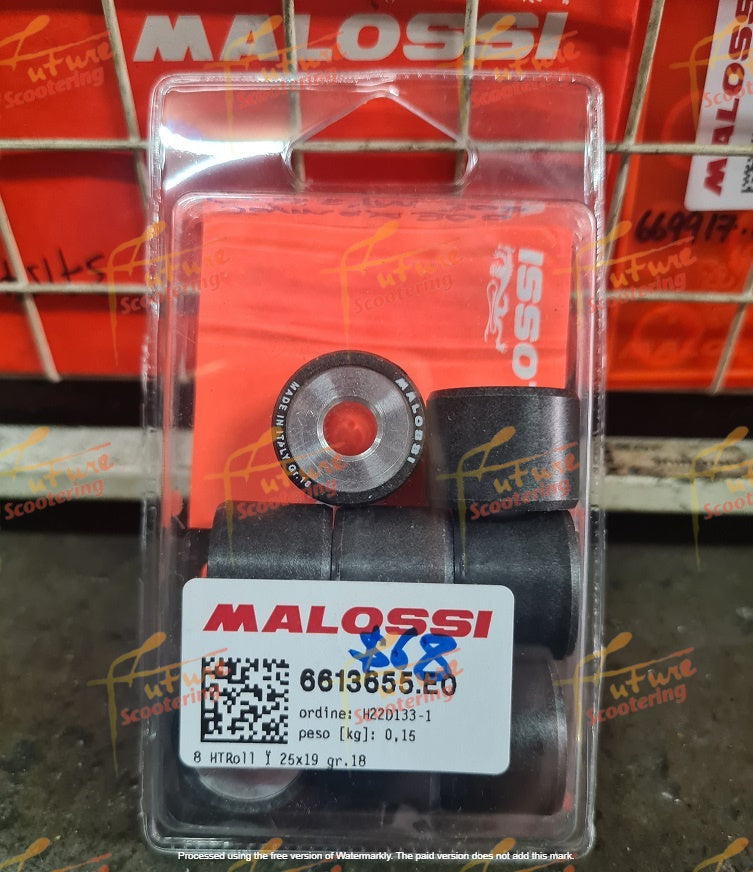 MALOSSI
MALOSSI
669917.
MALOSSI
MADE IN ITALY Gr.18
MALOSSI
868
6613655.E0
ordine: H22D133-1
peso [kg]: 0,15
8 HTRoll 25x19 gr.18
Future
Scootering
Processed using the free version of Watermarkly. The paid version does not add this mark.